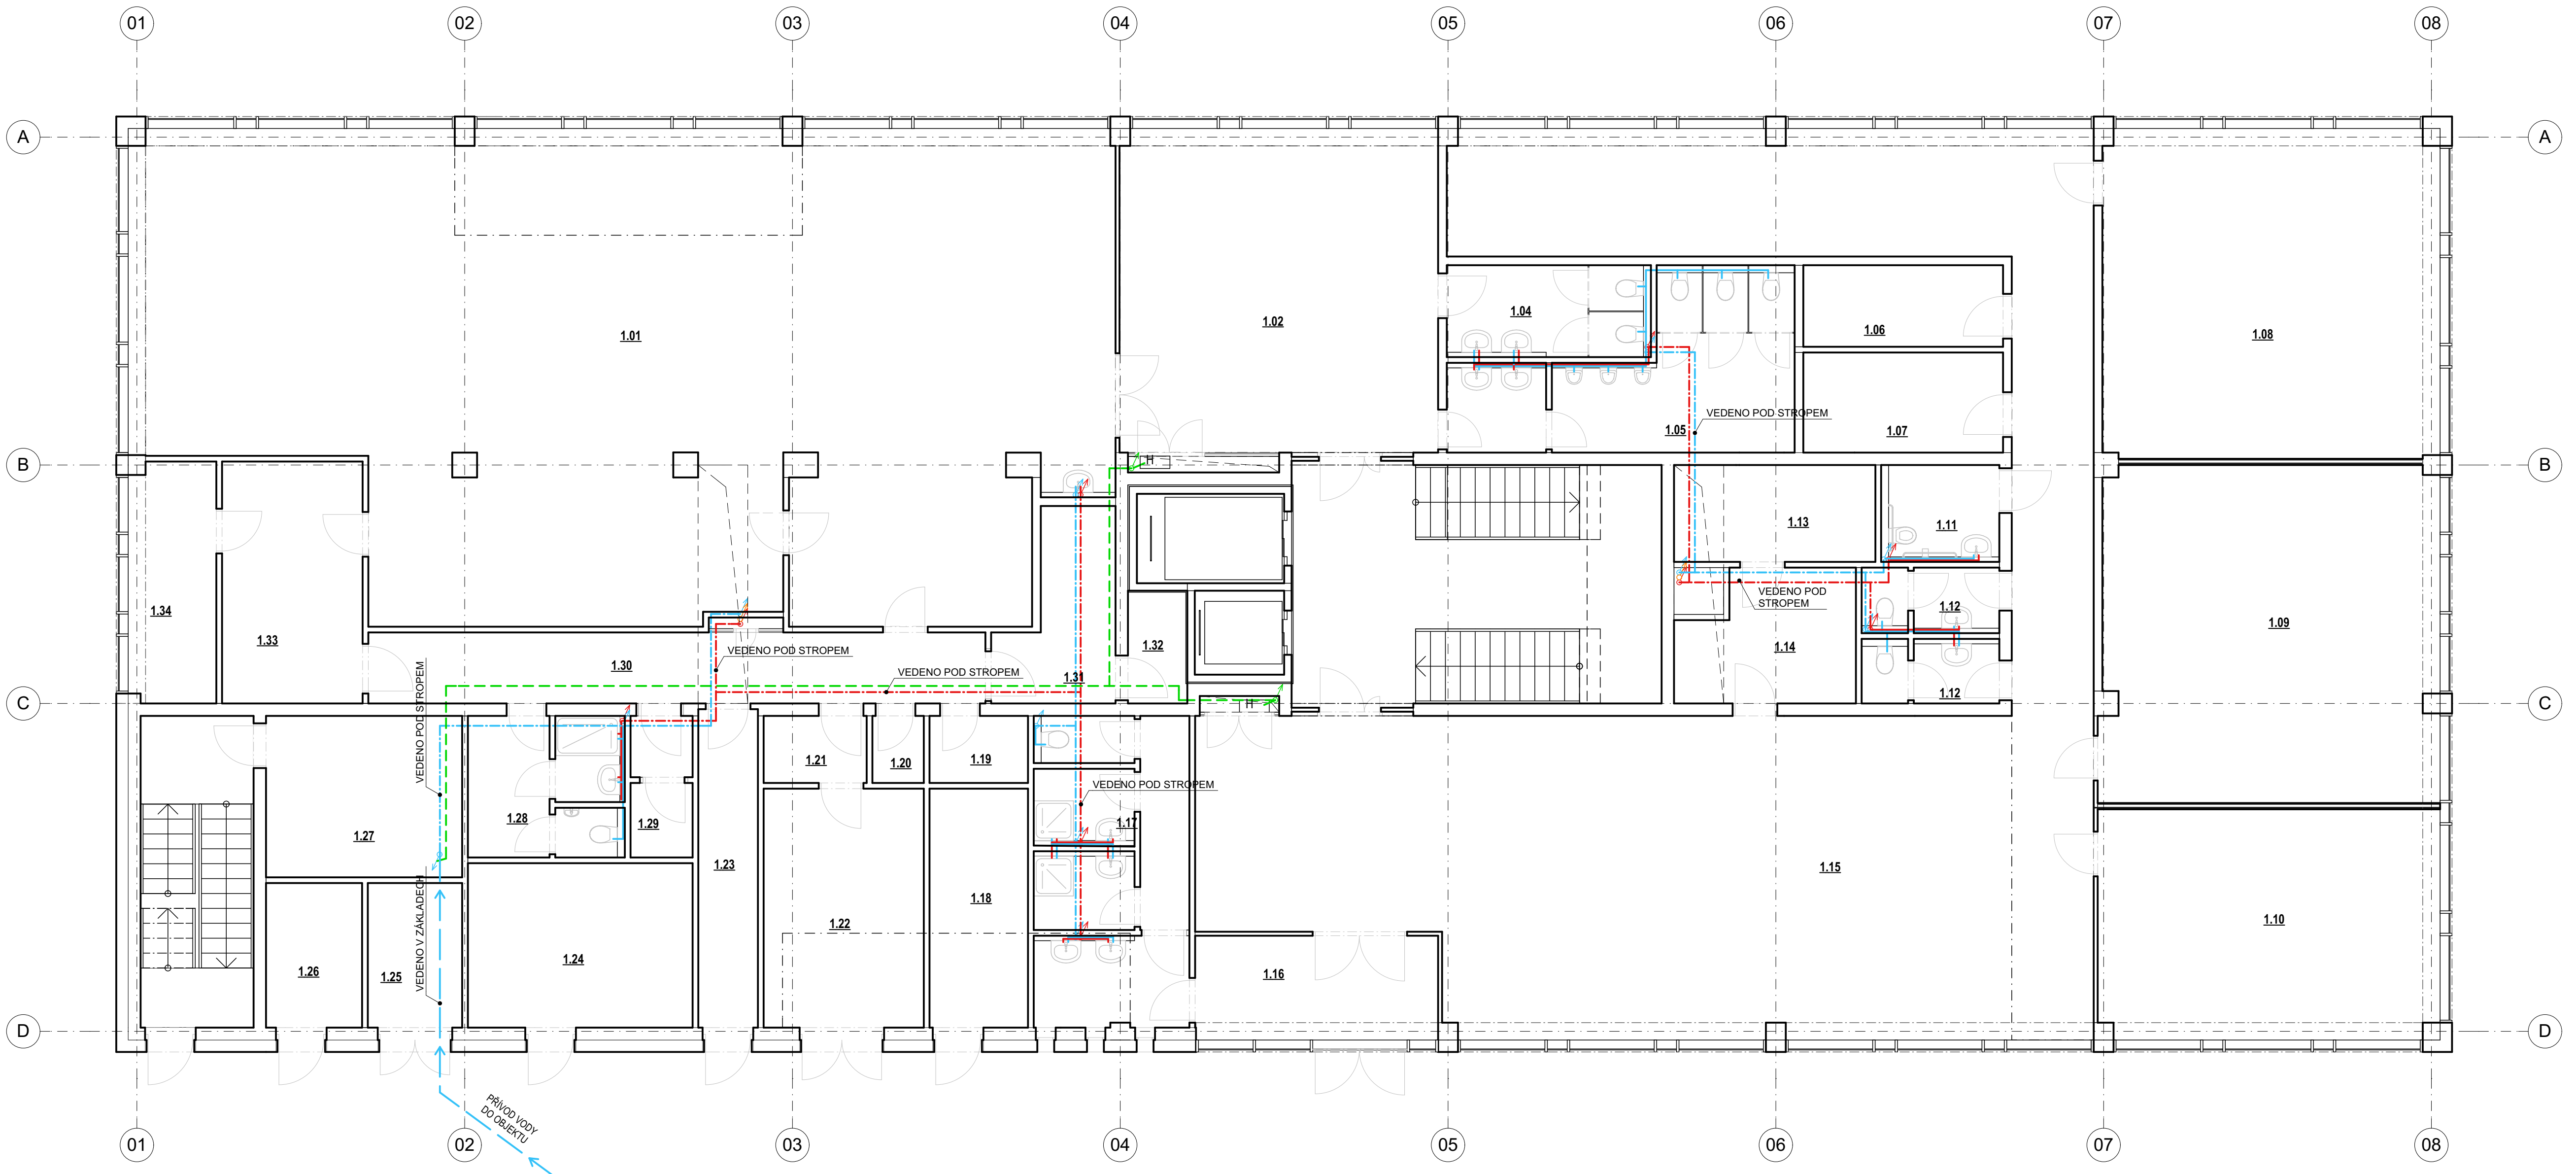 01 02 03 04 05 06 07 08
A A
1.04
1.02
1.06
1.01
1.08
VEDENO POD STROPEM
1.05
1.07
B H B
1.13
1.11
1.34
1.12
VEDENO POD
STROPEM
1.09
1.33
1.32
1.30
VEDENO POD STROPEM
1.14
VEDENO POD STROPEM
VEDENO POD STROPEM
1.31
1.12
C H C
1.21
1.20
1.19
VEDENO POD STROPEM
1.28
1.29
1.17
1.27
1.23
1.15
VEDENO V ZÁKLADECH
1.18
1.22
1.10
1.24
1.26
1.25
1.16
D D
PŘÍVOD VODY
DO OBJEKTU
01 02 03 04 05 06 07 08